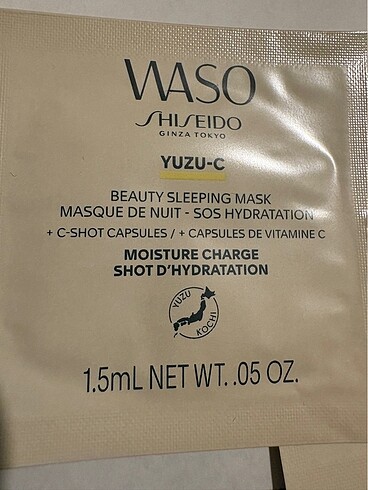 WASO
SHISEIDO
GINZA TOKYO
YUZU-C
BEAUTY SLEEPING MASK
MASQUE DE NUIT - SOS HYDRATATION
+ C-SHOT CAPSULES / + CAPSULES DE VITAMINE C
MOISTURE CHARGE
SHOT D'HYDRATATION
YUZU
KOCHI
1.5mL NET WT. .05 OZ.